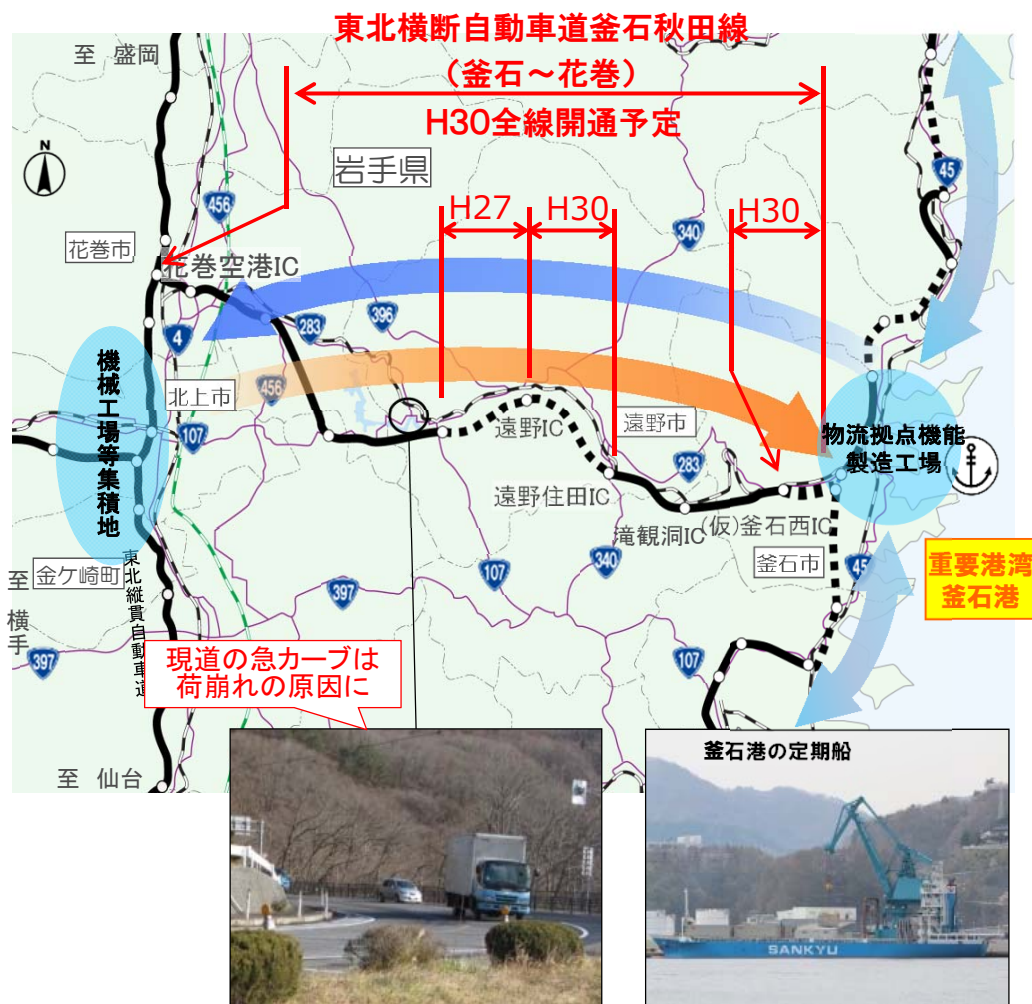 東北横断自動車道釜石秋田線
（釜石～花巻）
H30全線開通予定
至 盛岡
N
岩手県
45
456
H27
H30
H30
340
花巻市
花巻空港IC
4
283
396
機械工場等集積地
北上市
456
107
遠野IC
遠野市
物流拠点機能
製造工場
283
遠野住田IC
滝観洞IC
(仮)釜石西IC
釜石市
45
重要港湾
釜石港
至 横手
金ケ崎町
東北縦貫自動車道
397
107
340
397
107
現道の急カーブは
荷崩れの原因に
至 仙台
釜石港の定期船
SANKYU